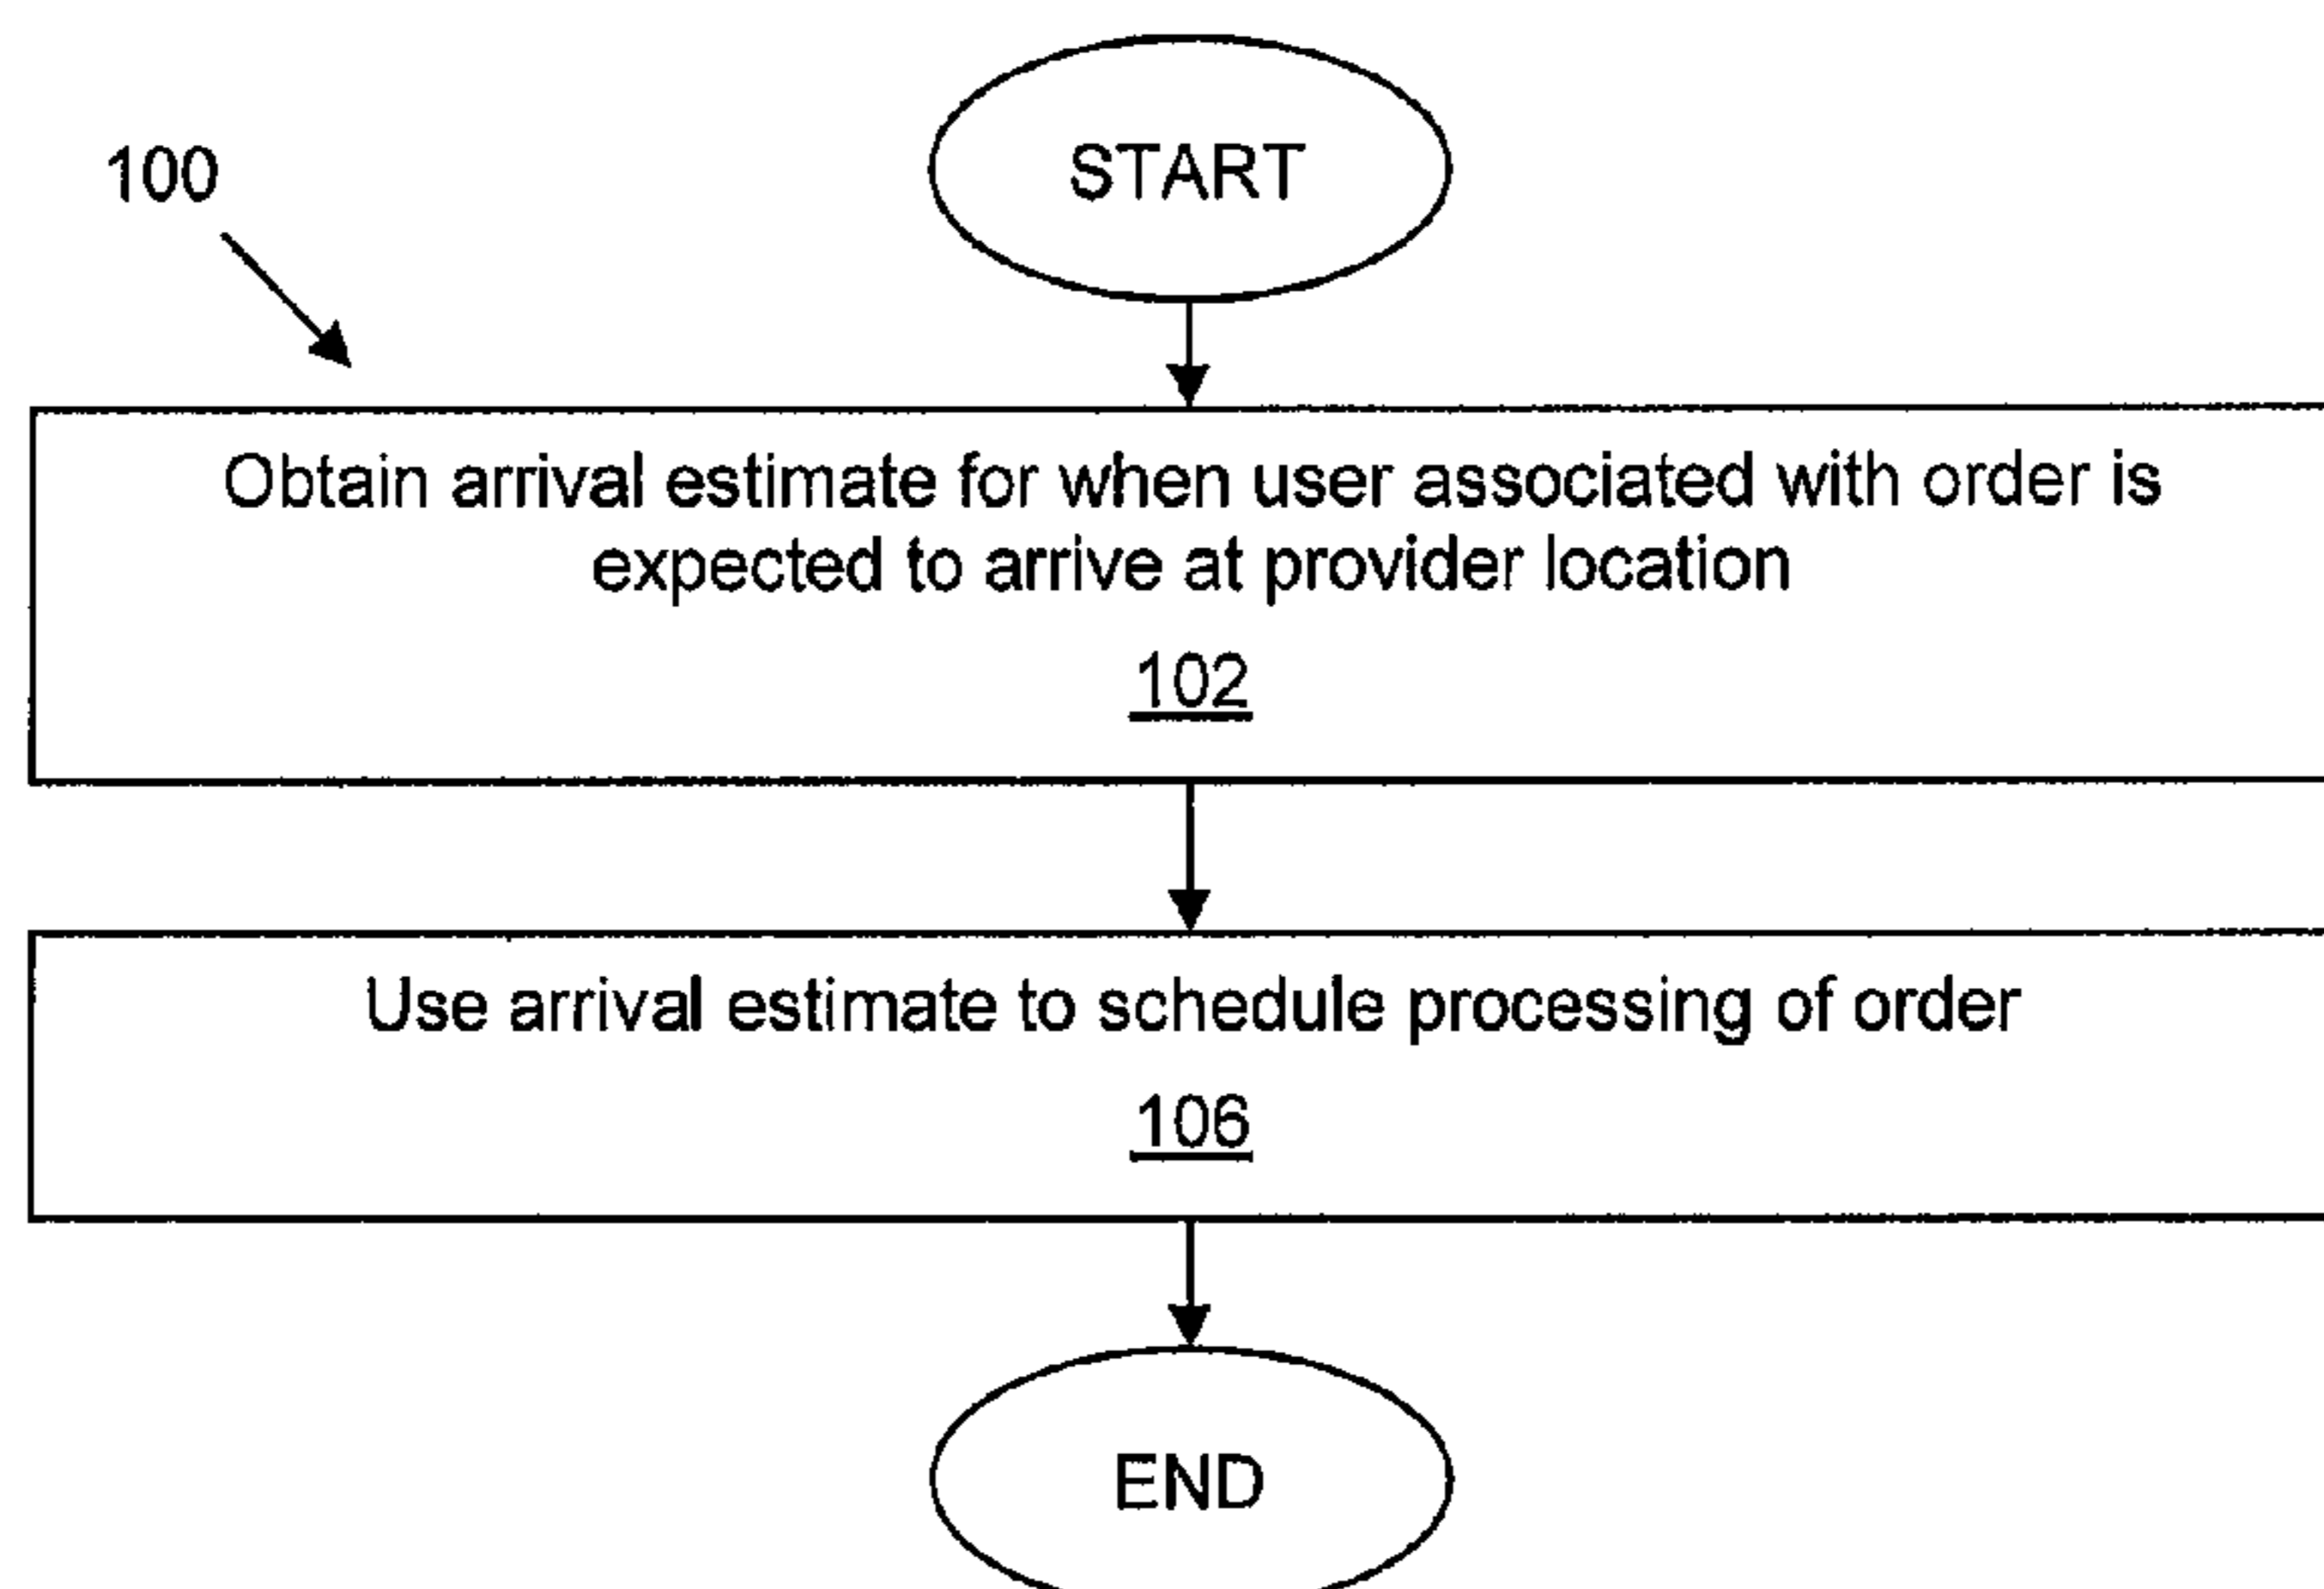 START
100
Obtain arrival estimate for when user associated with order is
expected to arrive at provider location
102
Use arrival estimate to schedule processing of order
106
END